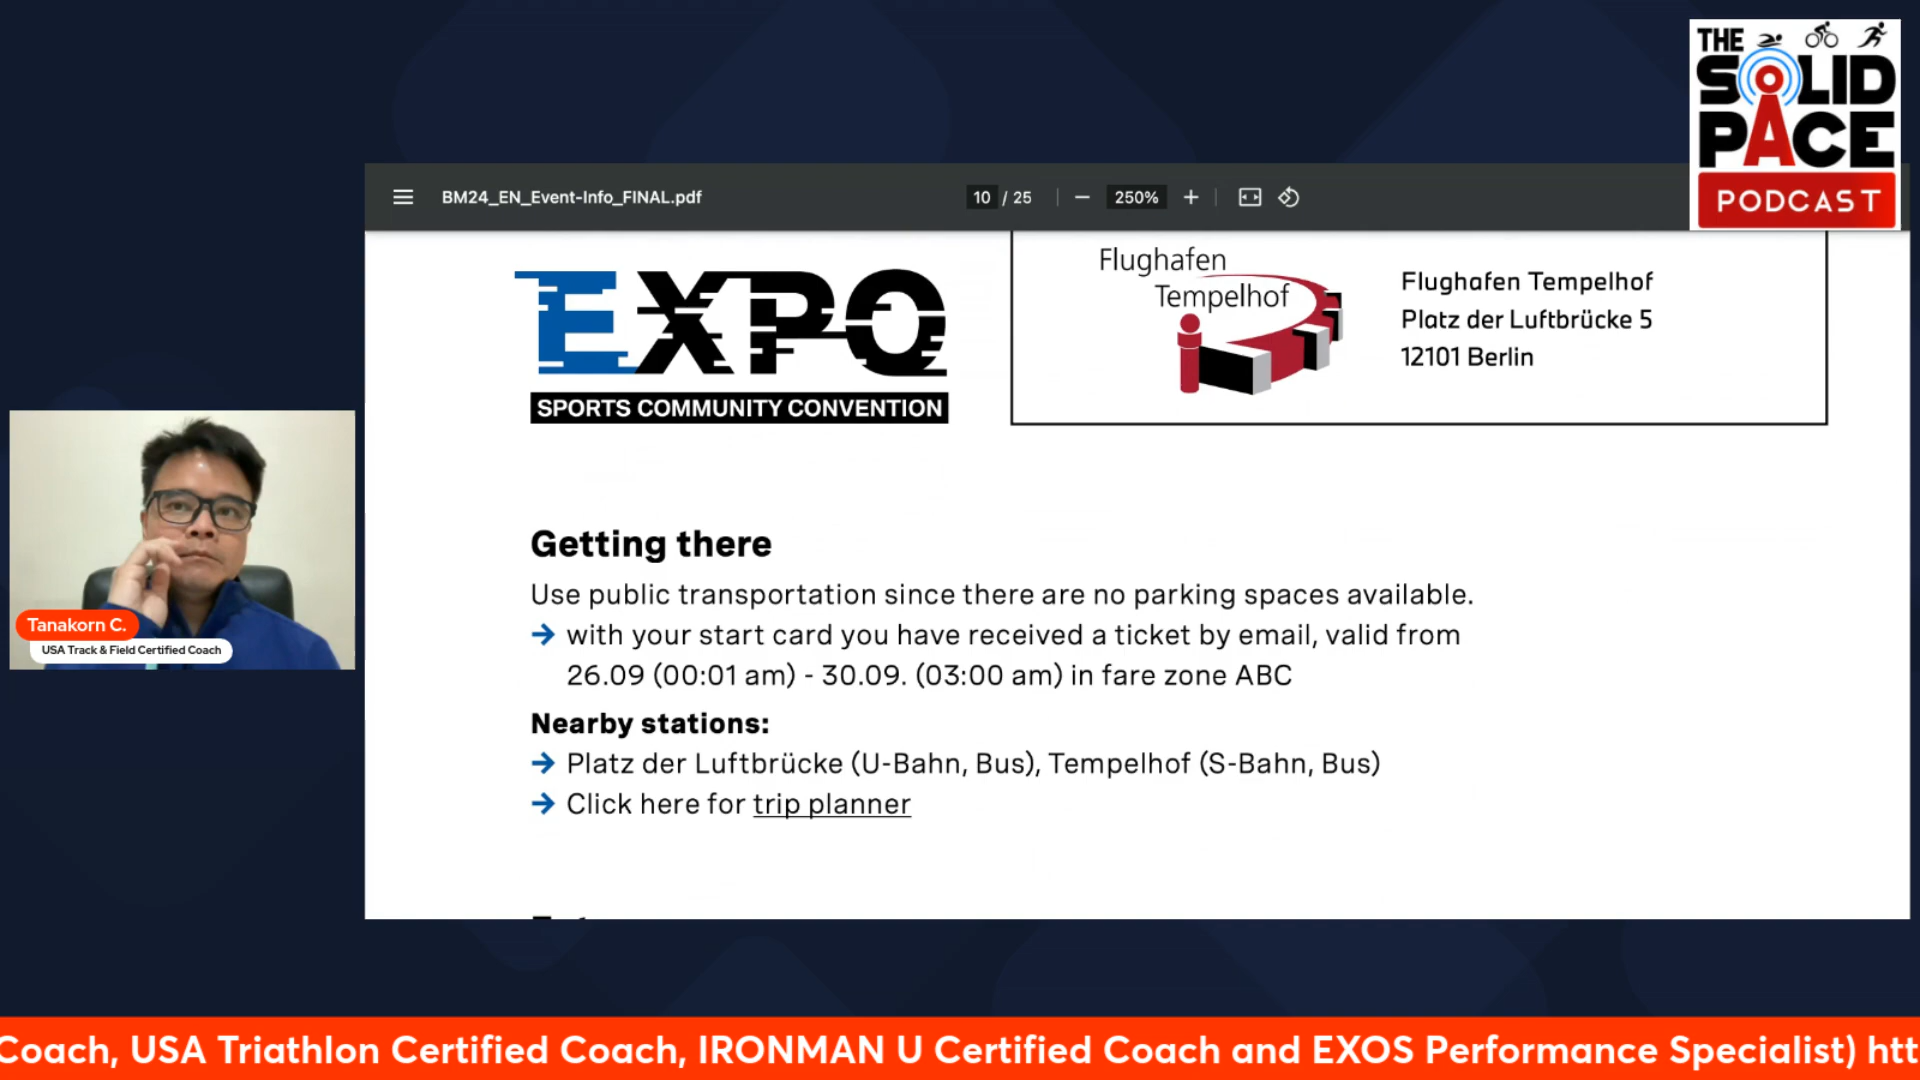 THE
SOLID
PACE
PODCAST
BM24_EN_Event-Info_FINAL.pdf
10 / 25
250%
EXPO
SPORTS COMMUNITY CONVENTION
Flughafen
Tempelhof
Flughafen Tempelhof
Platz der Luftbrücke 5
12101 Berlin
Getting there
Use public transportation since there are no parking spaces available.
→ with your start card you have received a ticket by email, valid from
26.09 (00:01 am) - 30.09. (03:00 am) in fare zone ABC
Nearby stations:
→ Platz der Luftbrücke (U-Bahn, Bus), Tempelhof (S-Bahn, Bus)
→ Click here for trip planner
Tanakorn C.
USA Track & Field Certified Coach
Coach, USA Triathlon Certified Coach, IRONMAN U Certified Coach and EXOS Performance Specialist) htt